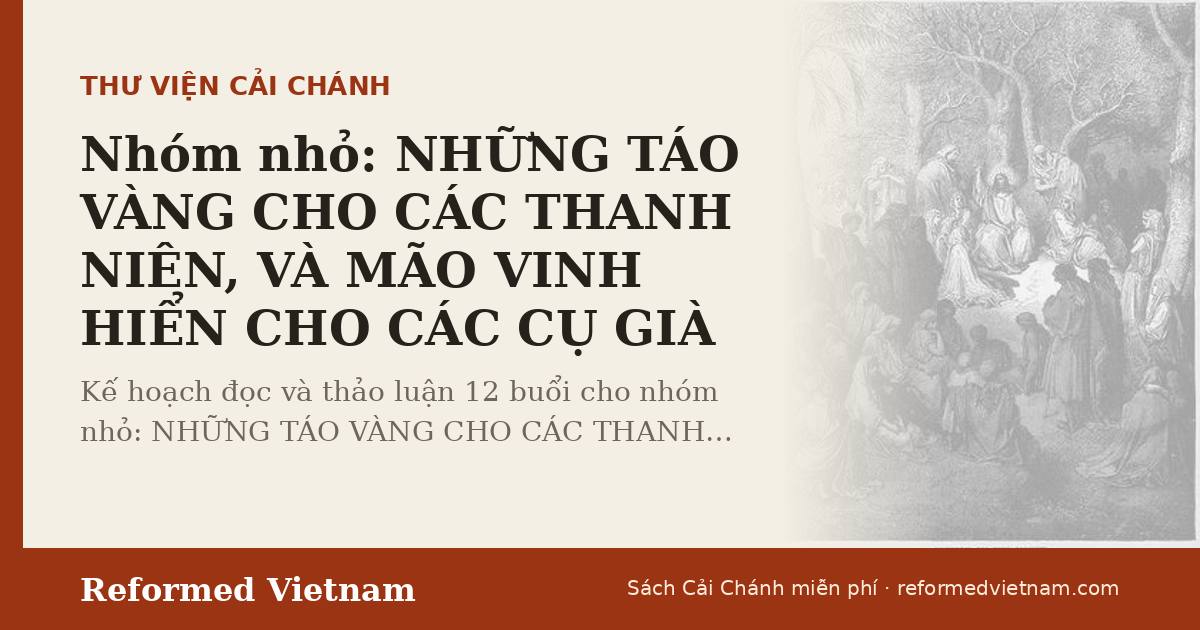 THƯ VIỆN CẢI CHÁNH
Nhóm nhỏ: NHỮNG TÁO
VÀNG CHO CÁC THANH
NIÊN, VÀ MÃO VINH
HIỂN CHO CÁC CỤ GIÀ
Kế hoạch đọc và thảo luận 12 buổi cho nhóm
nhỏ: NHỮNG TÁO VÀNG CHO CÁC THANH...
Reformed Vietnam
Sách Cải Chánh miễn phí · reformedvietnam.com